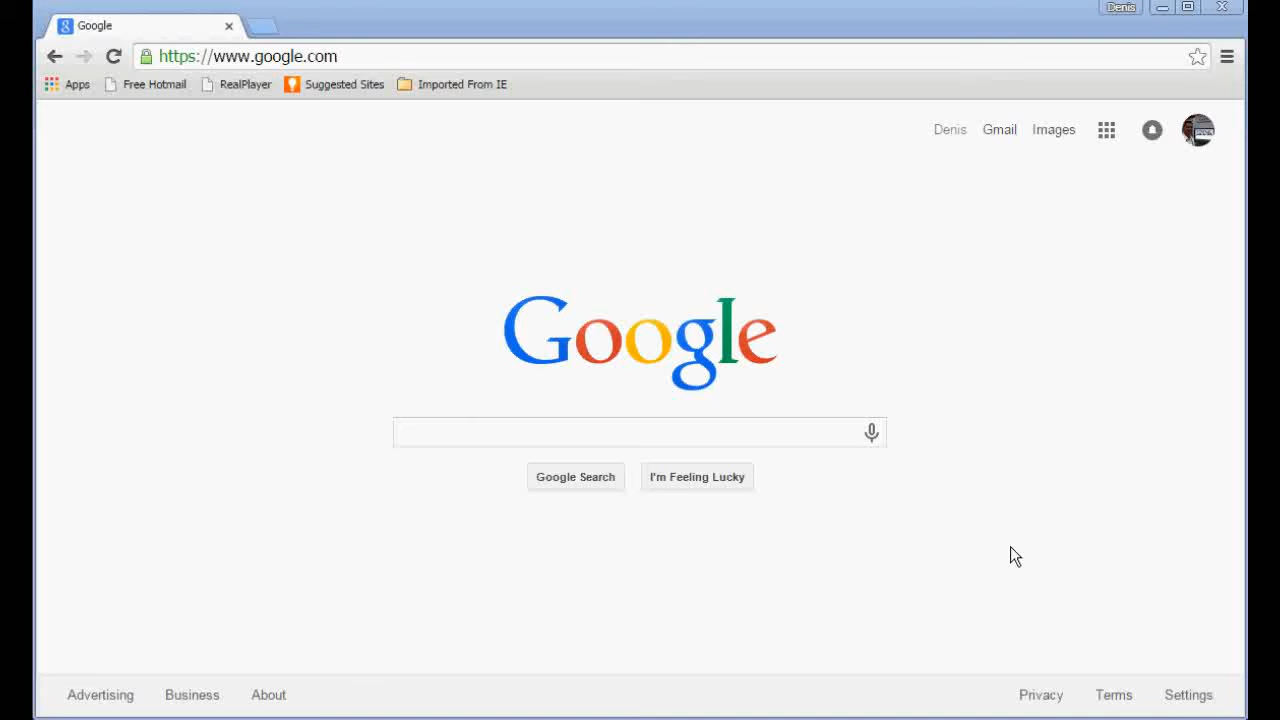 Denis
Google
https://www.google.com
Apps Free Hotmail RealPlayer Suggested Sites Imported From IE
Denis Gmail Images
Google
Google Search I'm Feeling Lucky
Advertising Business About Privacy Terms Settings